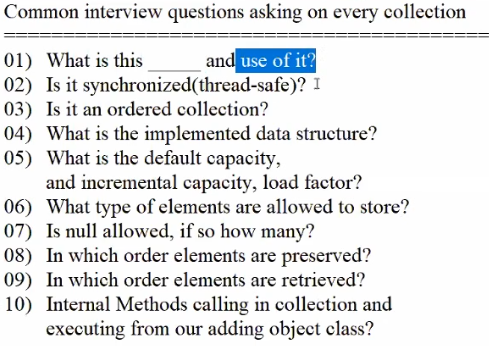 Common interview questions asking on every collection
================================================
01) What is this _____ and use of it?
02) Is it synchronized(thread-safe)?
03) Is it an ordered collection?
04) What is the implemented data structure?
05) What is the default capacity,
and incremental capacity, load factor?
06) What type of elements are allowed to store?
07) Is null allowed, if so how many?
08) In which order elements are preserved?
09) In which order elements are retrieved?
10) Internal Methods calling in collection and
executing from our adding object class?